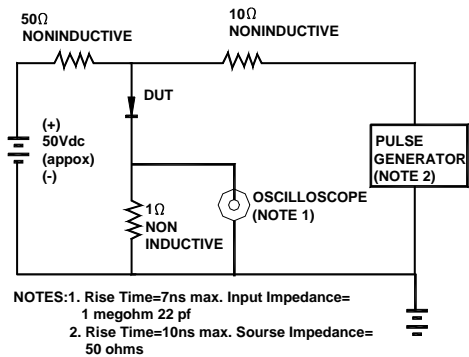 50Ω
NONINDUCTIVE
10Ω
NONINDUCTIVE
DUT
(+)
50Vdc
(appox)
(-)
PULSE
GENERATOR
(NOTE 2)
1Ω
NON
INDUCTIVE
OSCILLOSCOPE
(NOTE 1)
NOTES:1. Rise Time=7ns max. Input Impedance=
1 megohm 22 pf
2. Rise Time=10ns max. Sourse Impedance=
50 ohms